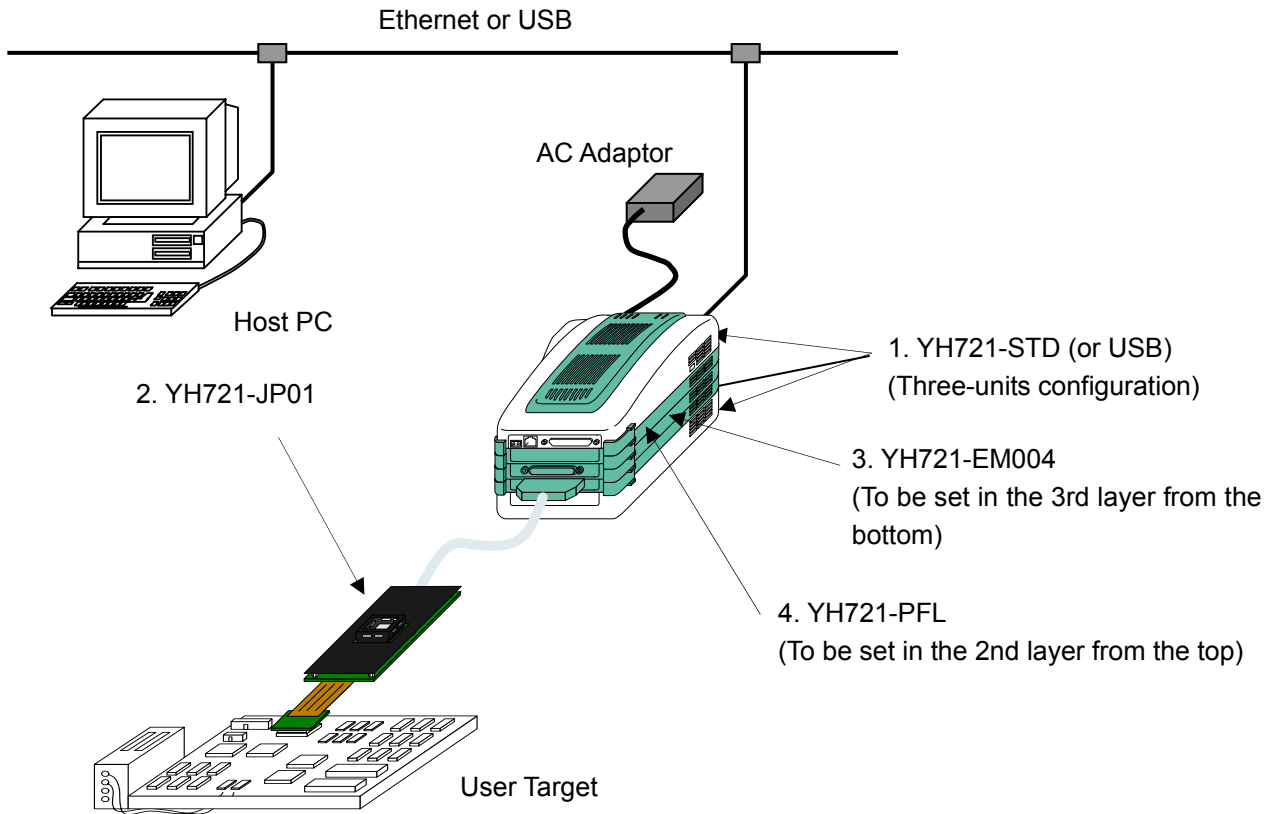 Ethernet or USB
AC Adaptor
Host PC
1. YH721-STD (or USB)
(Three-units configuration)
2. YH721-JP01
3. YH721-EM004
(To be set in the 3rd layer from the
bottom)
4. YH721-PFL
(To be set in the 2nd layer from the top)
User Target